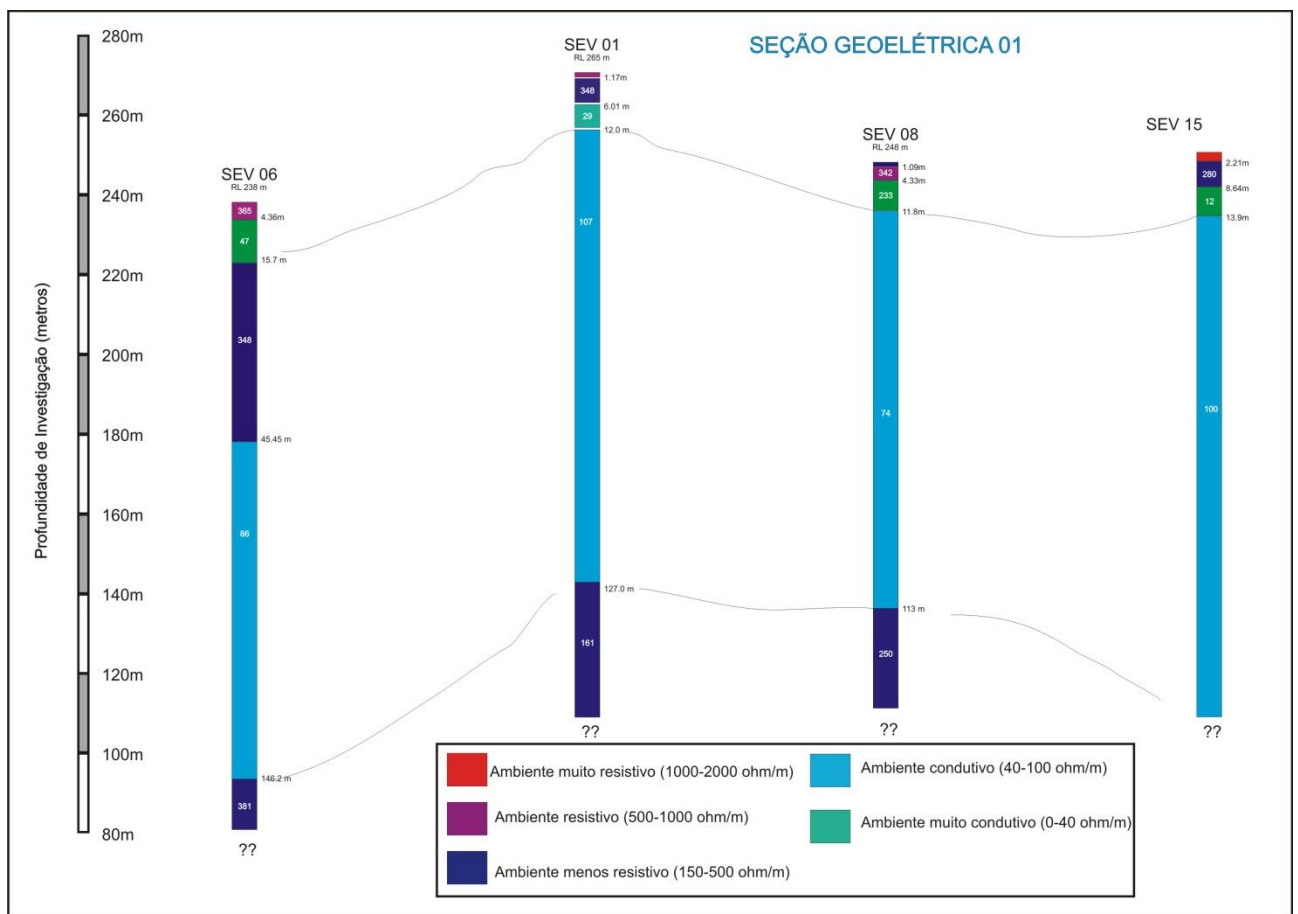 SEÇÃO GEOELÉTRICA 01
Profundidade de Investigação (metros)
280m
260m
240m
220m
200m
180m
160m
140m
120m
100m
80m
SEV 06
RL 238 m
365
4.36m
47
15.7 m
348
45.45 m
86
146.2 m
381
??
SEV 01
RL 265 m
1.17m
348
6.01 m
29
12.0 m
107
127.0 m
161
??
SEV 08
RL 248 m
1.09m
342
4.33m
233
11.8m
74
113 m
250
??
SEV 15
2.21m
280
8.64m
12
13.9m
100
??
Ambiente muito resistivo (1000-2000 ohm/m)
Ambiente resistivo (500-1000 ohm/m)
Ambiente menos resistivo (150-500 ohm/m)
Ambiente condutivo (40-100 ohm/m)
Ambiente muito condutivo (0-40 ohm/m)